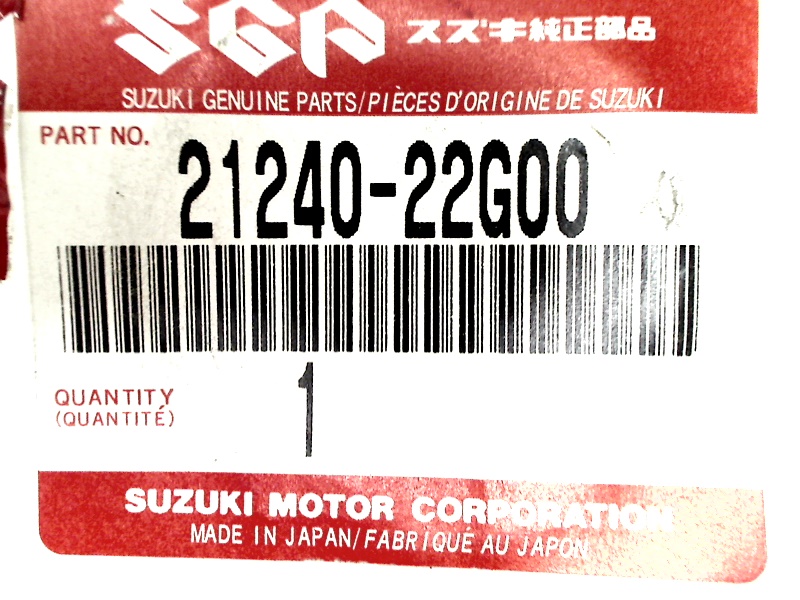 SGP スズキ純正部品
SUZUKI GENUINE PARTS/PIÈCES D'ORIGINE DE SUZUKI
PART NO. 21240-22G00
QUANTITY 1
(QUANTITÉ)
SUZUKI MOTOR CORPORATION
MADE IN JAPAN/FABRIQUÉ AU JAPON